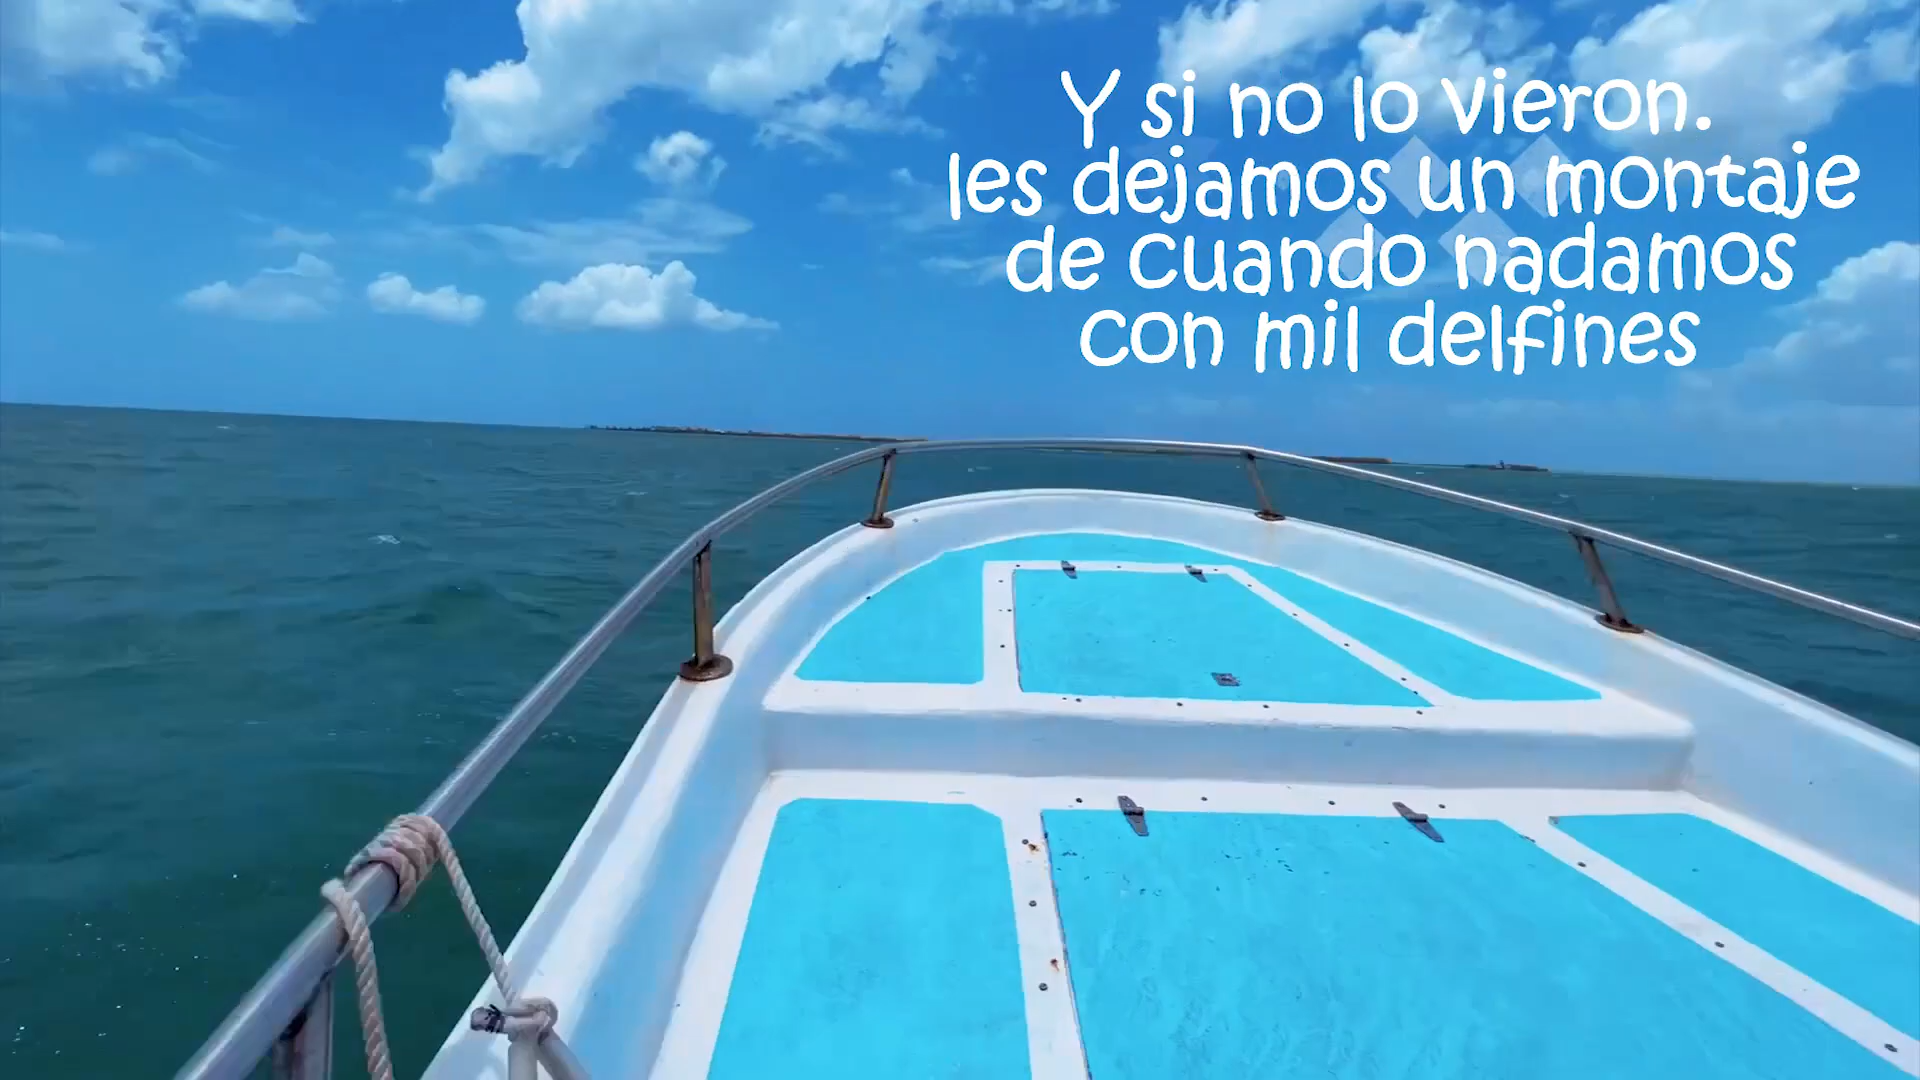 Y si no lo vieron.
les dejamos un montaje
de cuando nadamos
con mil delfines